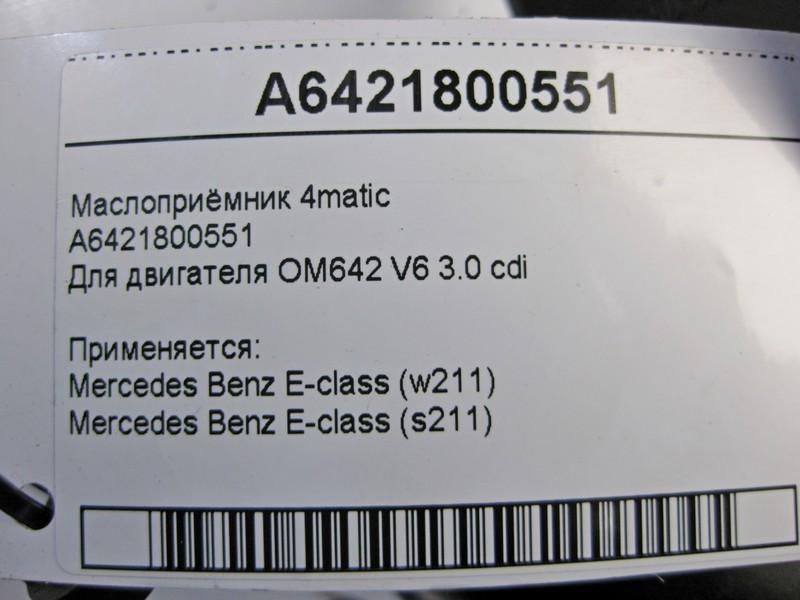 A6421800551
Маслоприёмник 4matic
A6421800551
Для двигателя OM642 V6 3.0 cdi
Применяется:
Mercedes Benz E-class (w211)
Mercedes Benz E-class (s211)